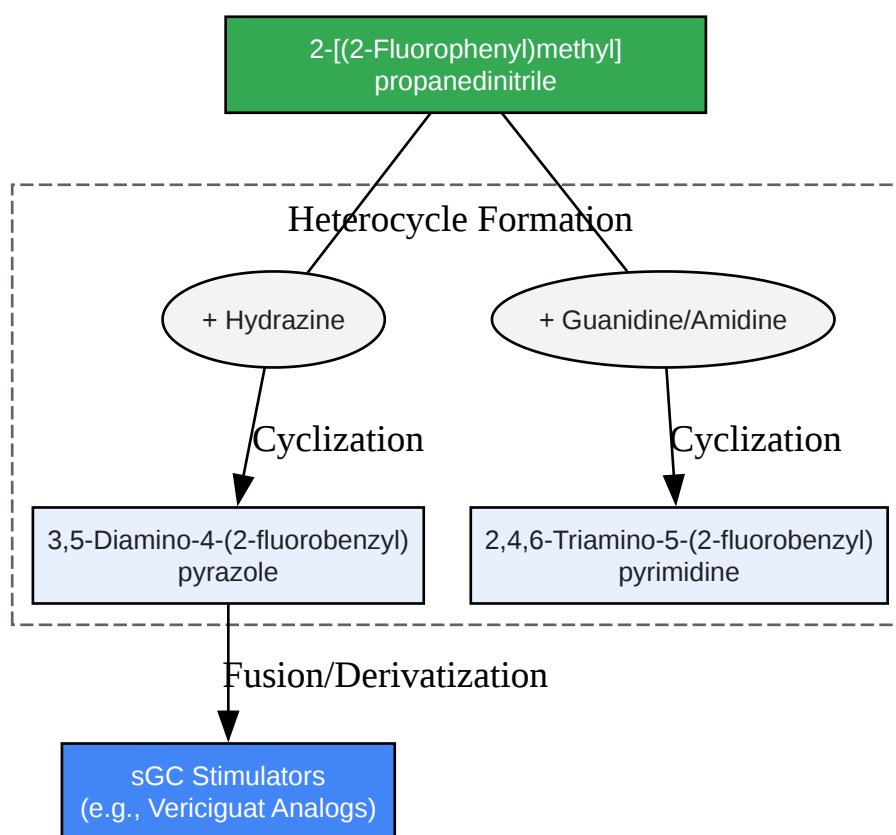 2-[(2-Fluorophenyl)methyl]
propanedinitrile
Heterocycle Formation
+ Hydrazine
+ Guanidine/Amidine
Cyclization
Cyclization
3,5-Diamino-4-(2-fluorobenzyl)
pyrazole
2,4,6-Triamino-5-(2-fluorobenzyl)
pyrimidine
Fusion/Derivatization
sGC Stimulators
(e.g., Vericiguat Analogs)